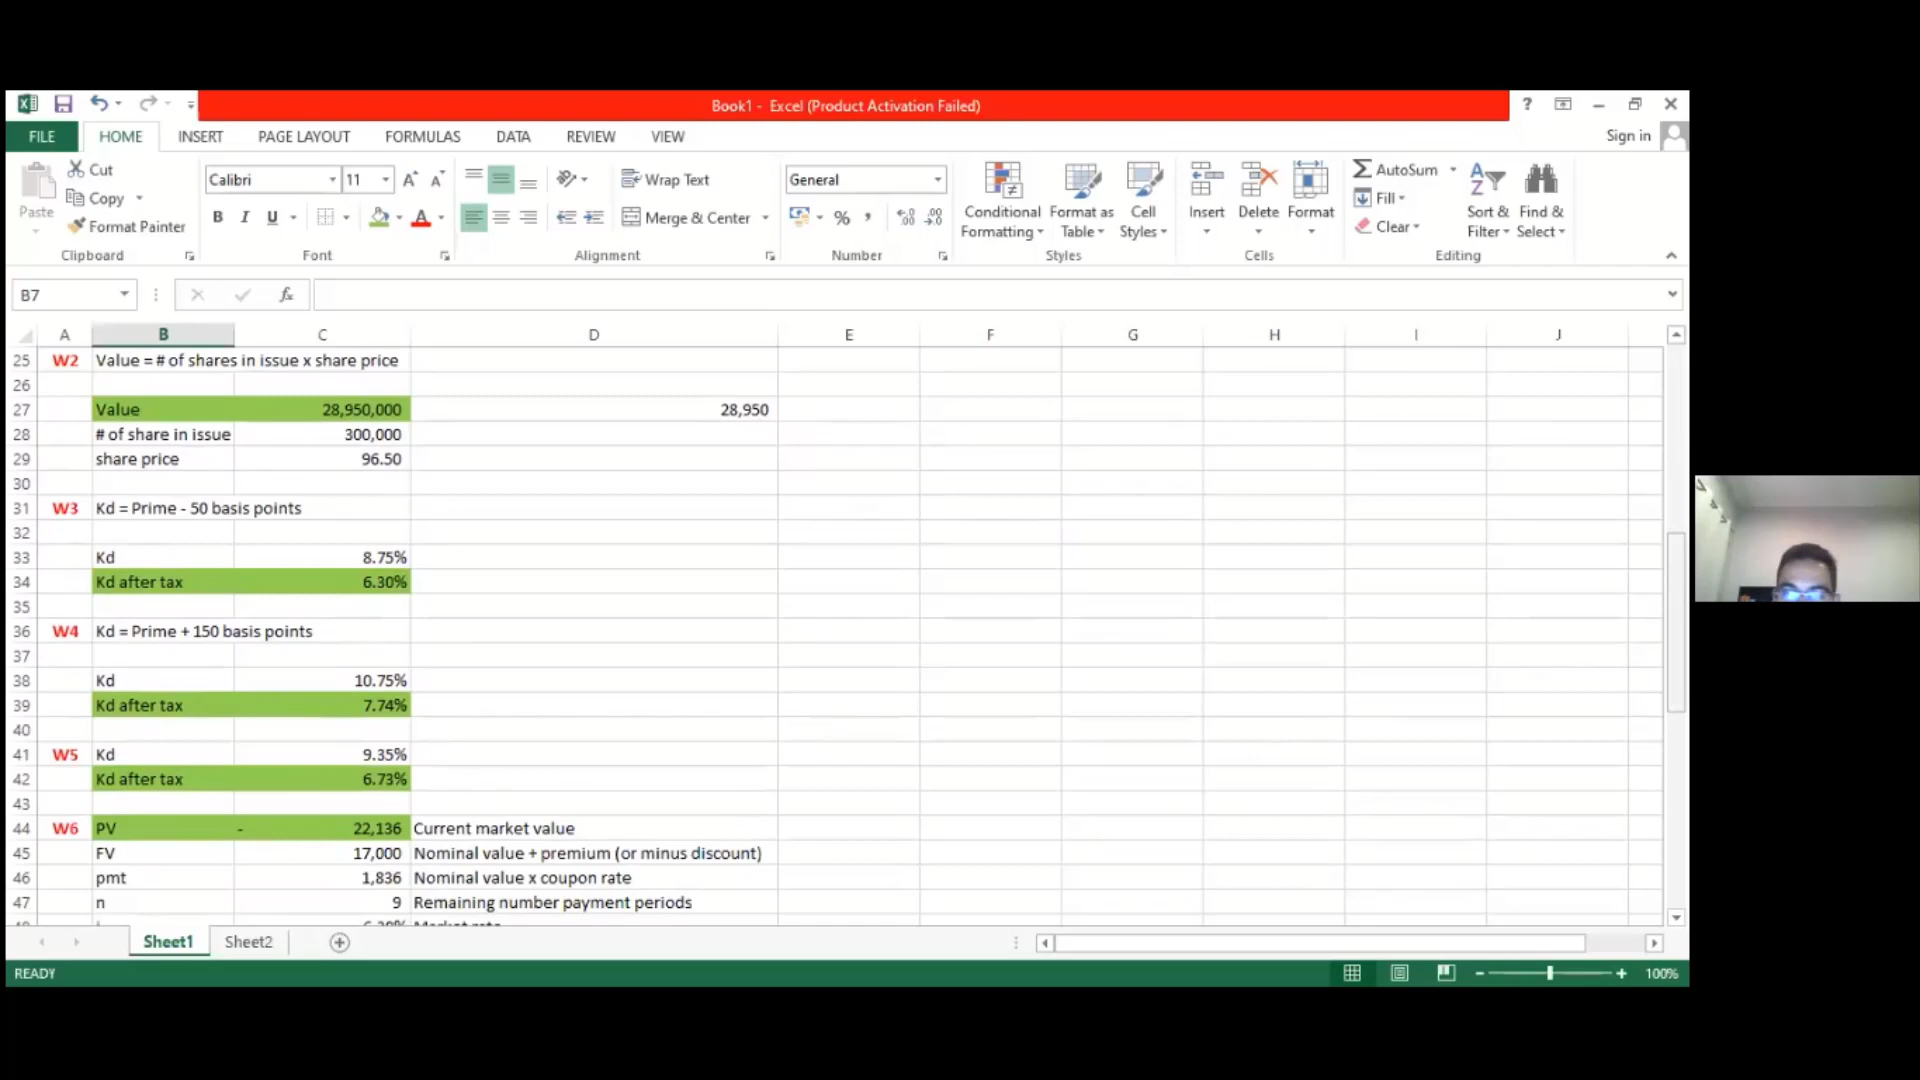 Book1 - Excel (Product Activation Failed)
?
FILE HOME INSERT PAGE LAYOUT FORMULAS DATA REVIEW VIEW Sign in
Paste
Cut
Copy
Format Painter
Clipboard
Calibri 11
B I U
Font
Wrap Text
Merge & Center
Alignment
General
%
Number
Conditional Formatting
Format as Table
Cell Styles
Styles
Insert
Delete
Format
Cells
AutoSum
Fill
Clear
Sort & Filter
Find & Select
Editing
B7 fx
A B C D E F G H I J
25 W2 Value = # of shares in issue x share price
26
27 Value 28,950,000 28,950
28 # of share in issue 300,000
29 share price 96.50
30
31 W3 Kd = Prime - 50 basis points
32
33 Kd 8.75%
34 Kd after tax 6.30%
35
36 W4 Kd = Prime + 150 basis points
37
38 Kd 10.75%
39 Kd after tax 7.74%
40
41 W5 Kd 9.35%
42 Kd after tax 6.73%
43
44 W6 PV - 22,136 Current market value
45 FV 17,000 Nominal value + premium (or minus discount)
46 pmt 1,836 Nominal value x coupon rate
47 n 9 Remaining number payment periods
Sheet1 Sheet2
READY 100%